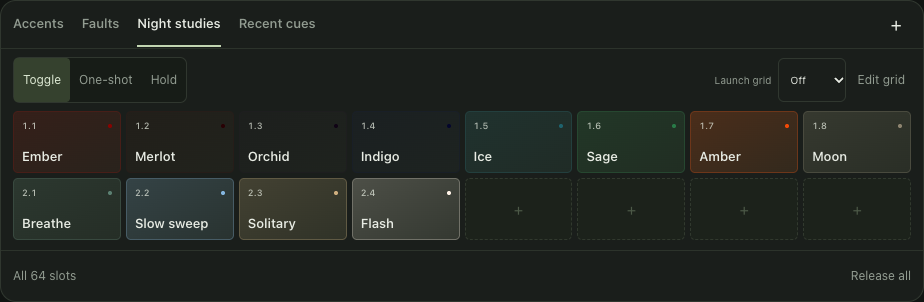 Accents Faults Night studies Recent cues +
Toggle One-shot Hold Launch grid Off Edit grid
1.1 1.2 1.3 1.4 1.5 1.6 1.7 1.8
Ember Merlot Orchid Indigo Ice Sage Amber Moon
2.1 2.2 2.3 2.4
Breathe Slow sweep Solitary Flash + + + +
All 64 slots Release all